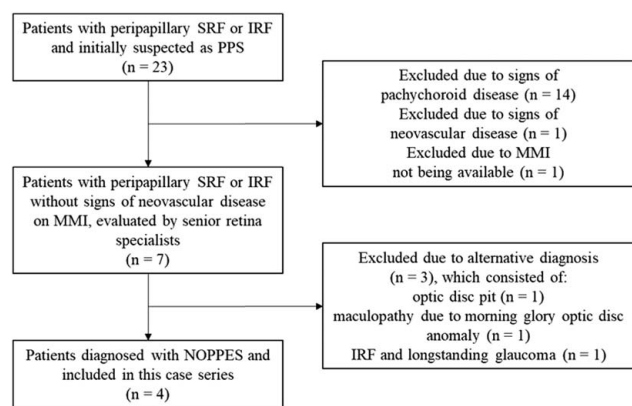 Patients with peripapillary SRF or IRF
and initially suspected as PPS
(n = 23)
Excluded due to signs of
pachychoroid disease (n = 14)
Excluded due to signs of
neovascular disease (n = 1)
Excluded due to MMI
not being available (n = 1)
Patients with peripapillary SRF or IRF
without signs of neovascular disease
on MMI, evaluated by senior retina
specialists
(n = 7)
Excluded due to alternative diagnosis
(n = 3), which consisted of:
optic disc pit (n = 1)
maculopathy due to morning glory optic disc
anomaly (n = 1)
IRF and longstanding glaucoma (n = 1)
Patients diagnosed with NOPPES and
included in this case series
(n = 4)